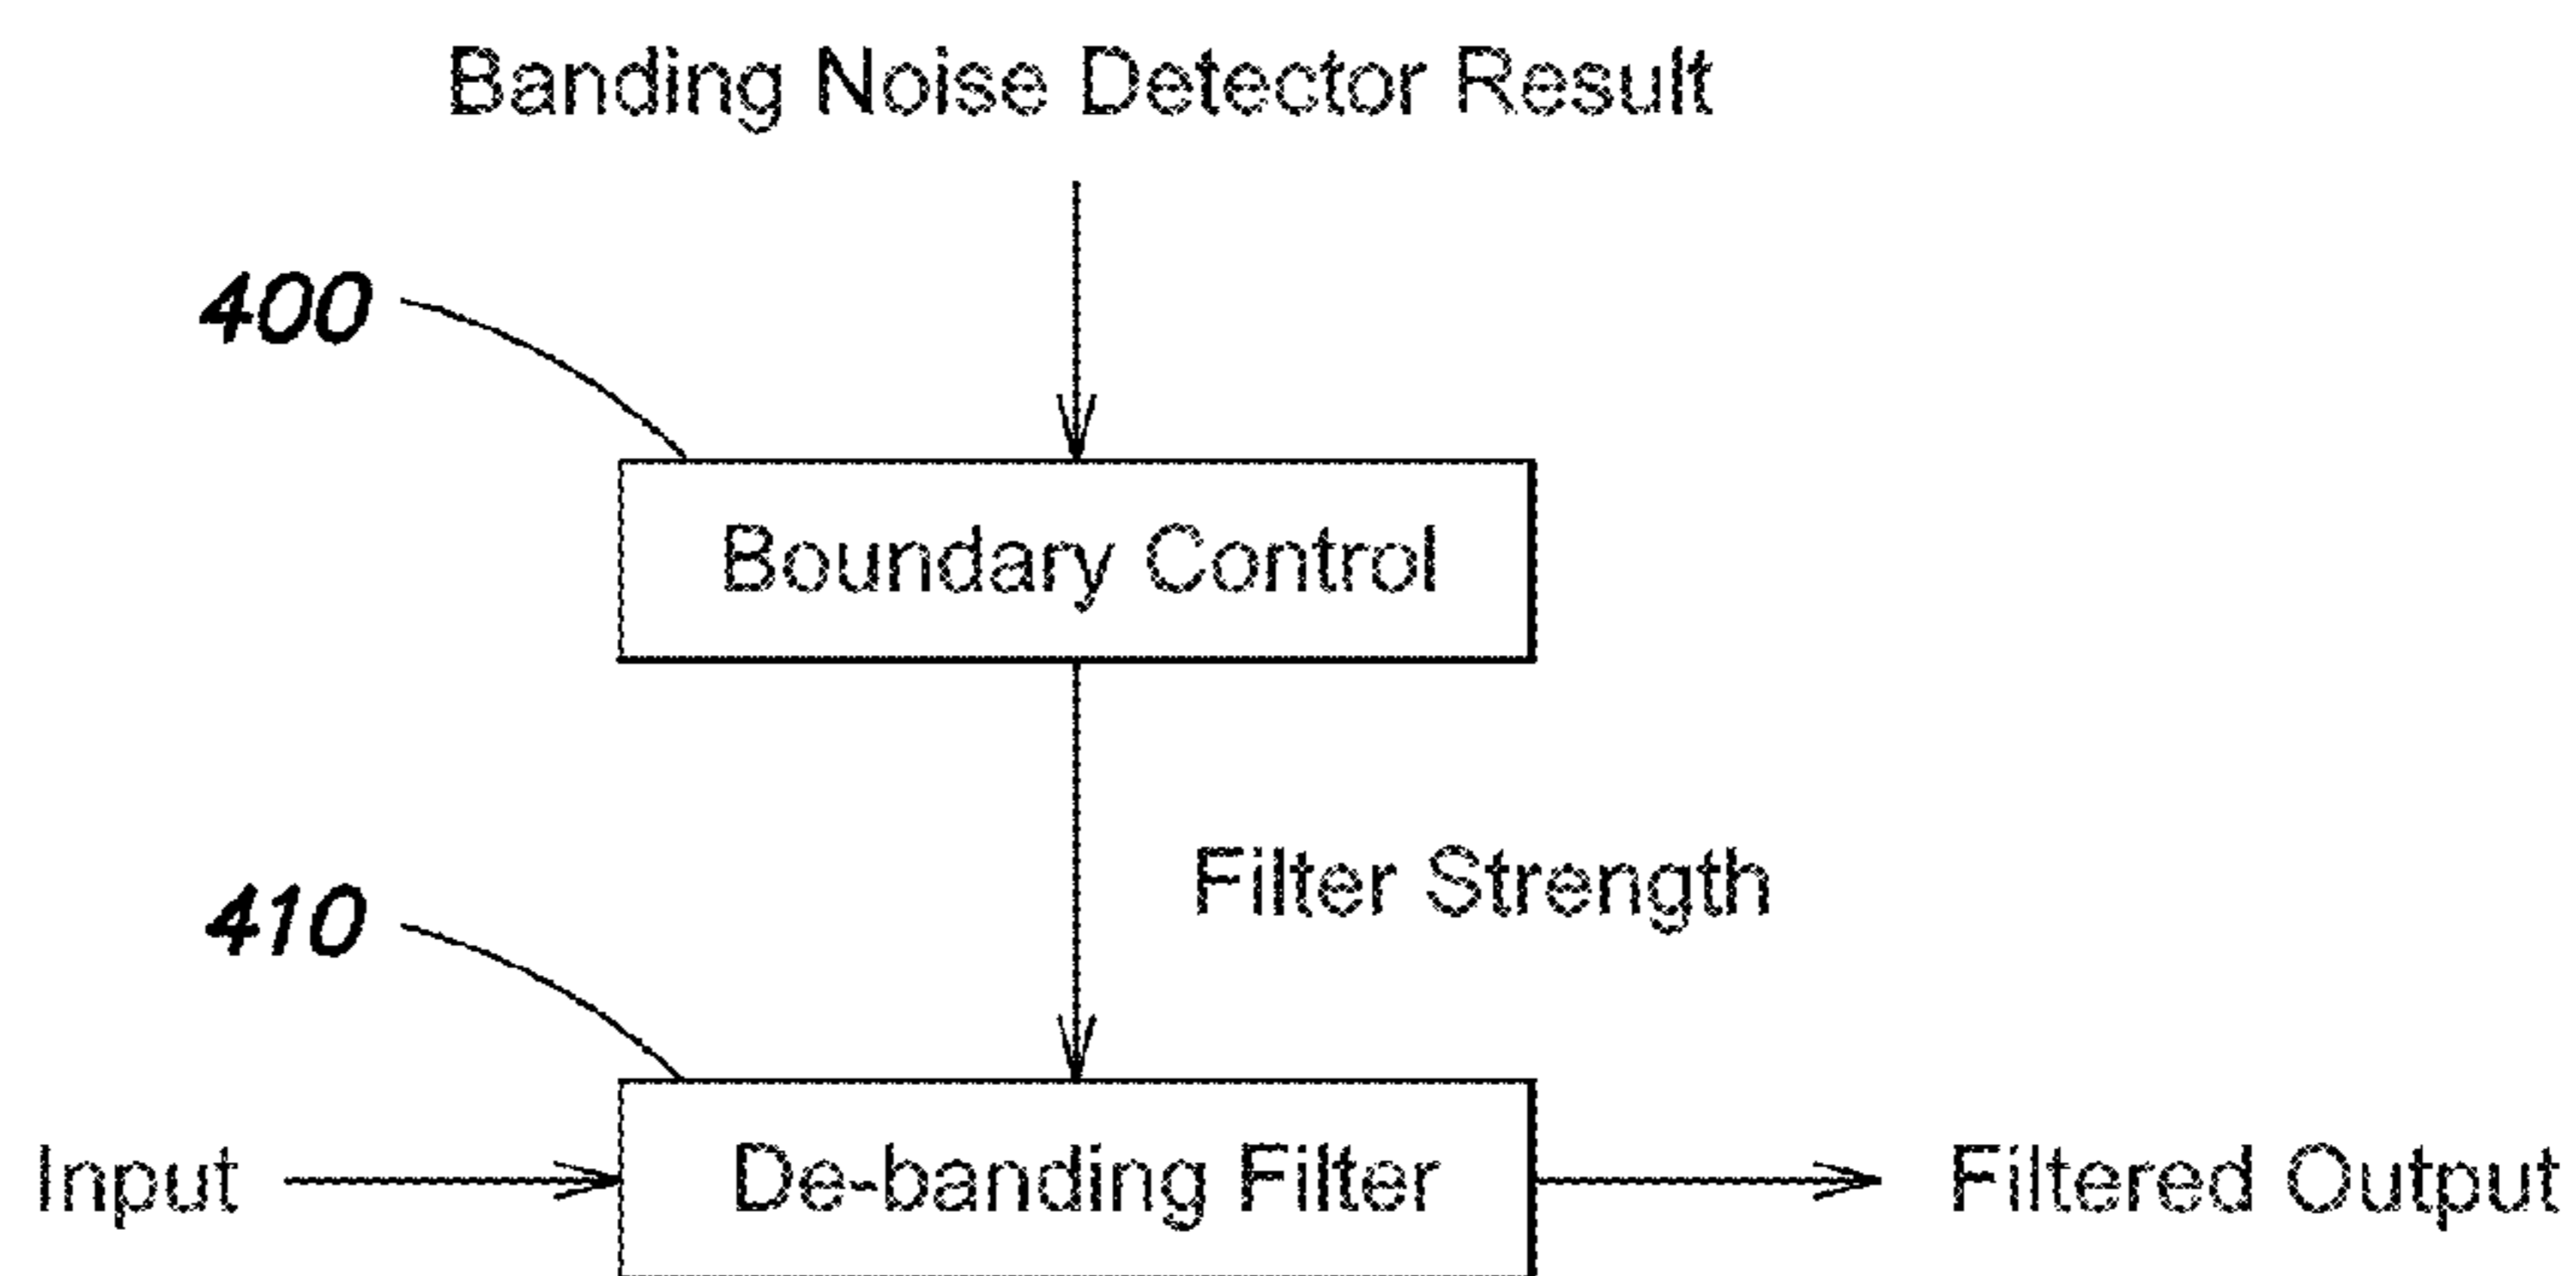 Banding Noise Detector Result
400
Boundary Control
Filter Strength
410
Input
De-banding Filter
Filtered Output